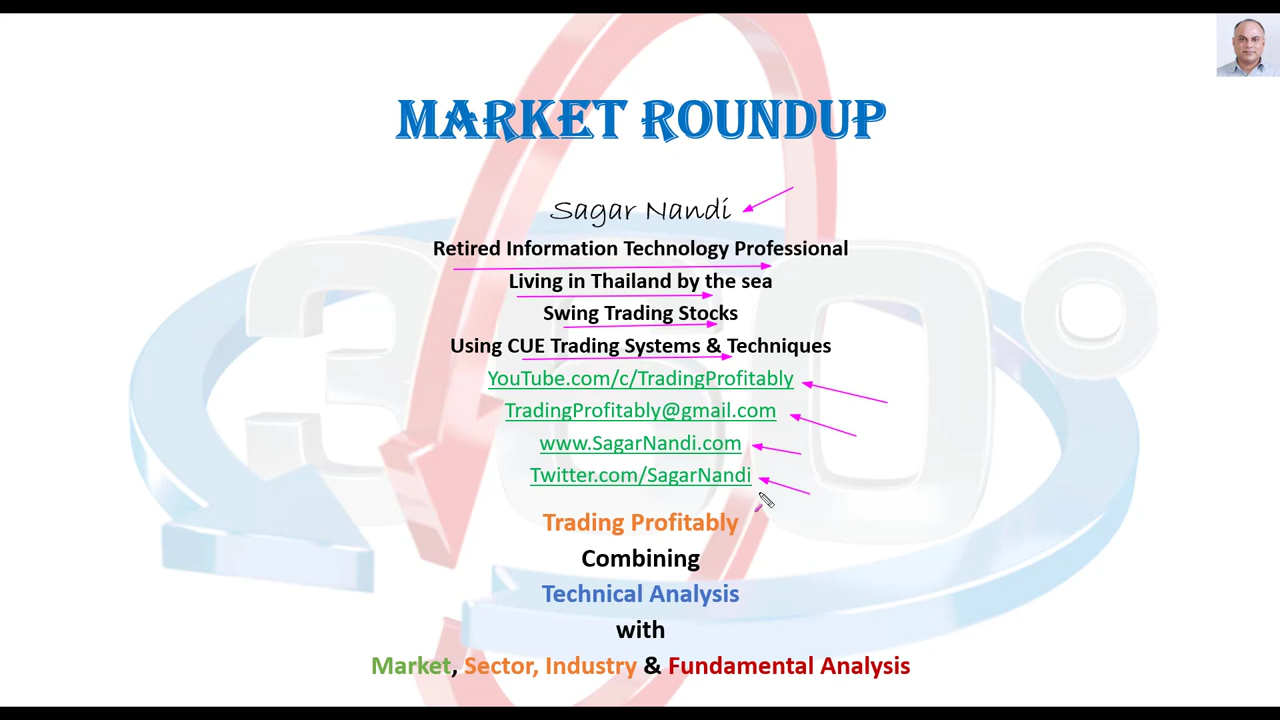 MARKET ROUNDUP
Sagar Nandi
Retired Information Technology Professional
Living in Thailand by the sea
Swing Trading Stocks
Using CUE Trading Systems & Techniques
YouTube.com/c/TradingProfitably
TradingProfitably@gmail.com
www.SagarNandi.com
Twitter.com/SagarNandi
Trading Profitably
Combining
Technical Analysis
with
Market, Sector, Industry & Fundamental Analysis
360°